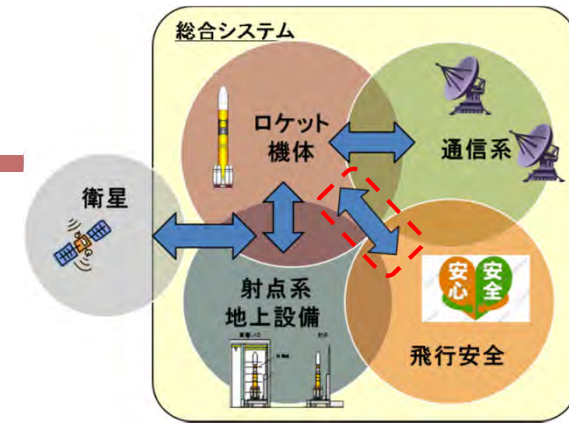 総合システム
ロケット
機体
通信系
衛星
射点系
地上設備
安心
安全
飛行安全